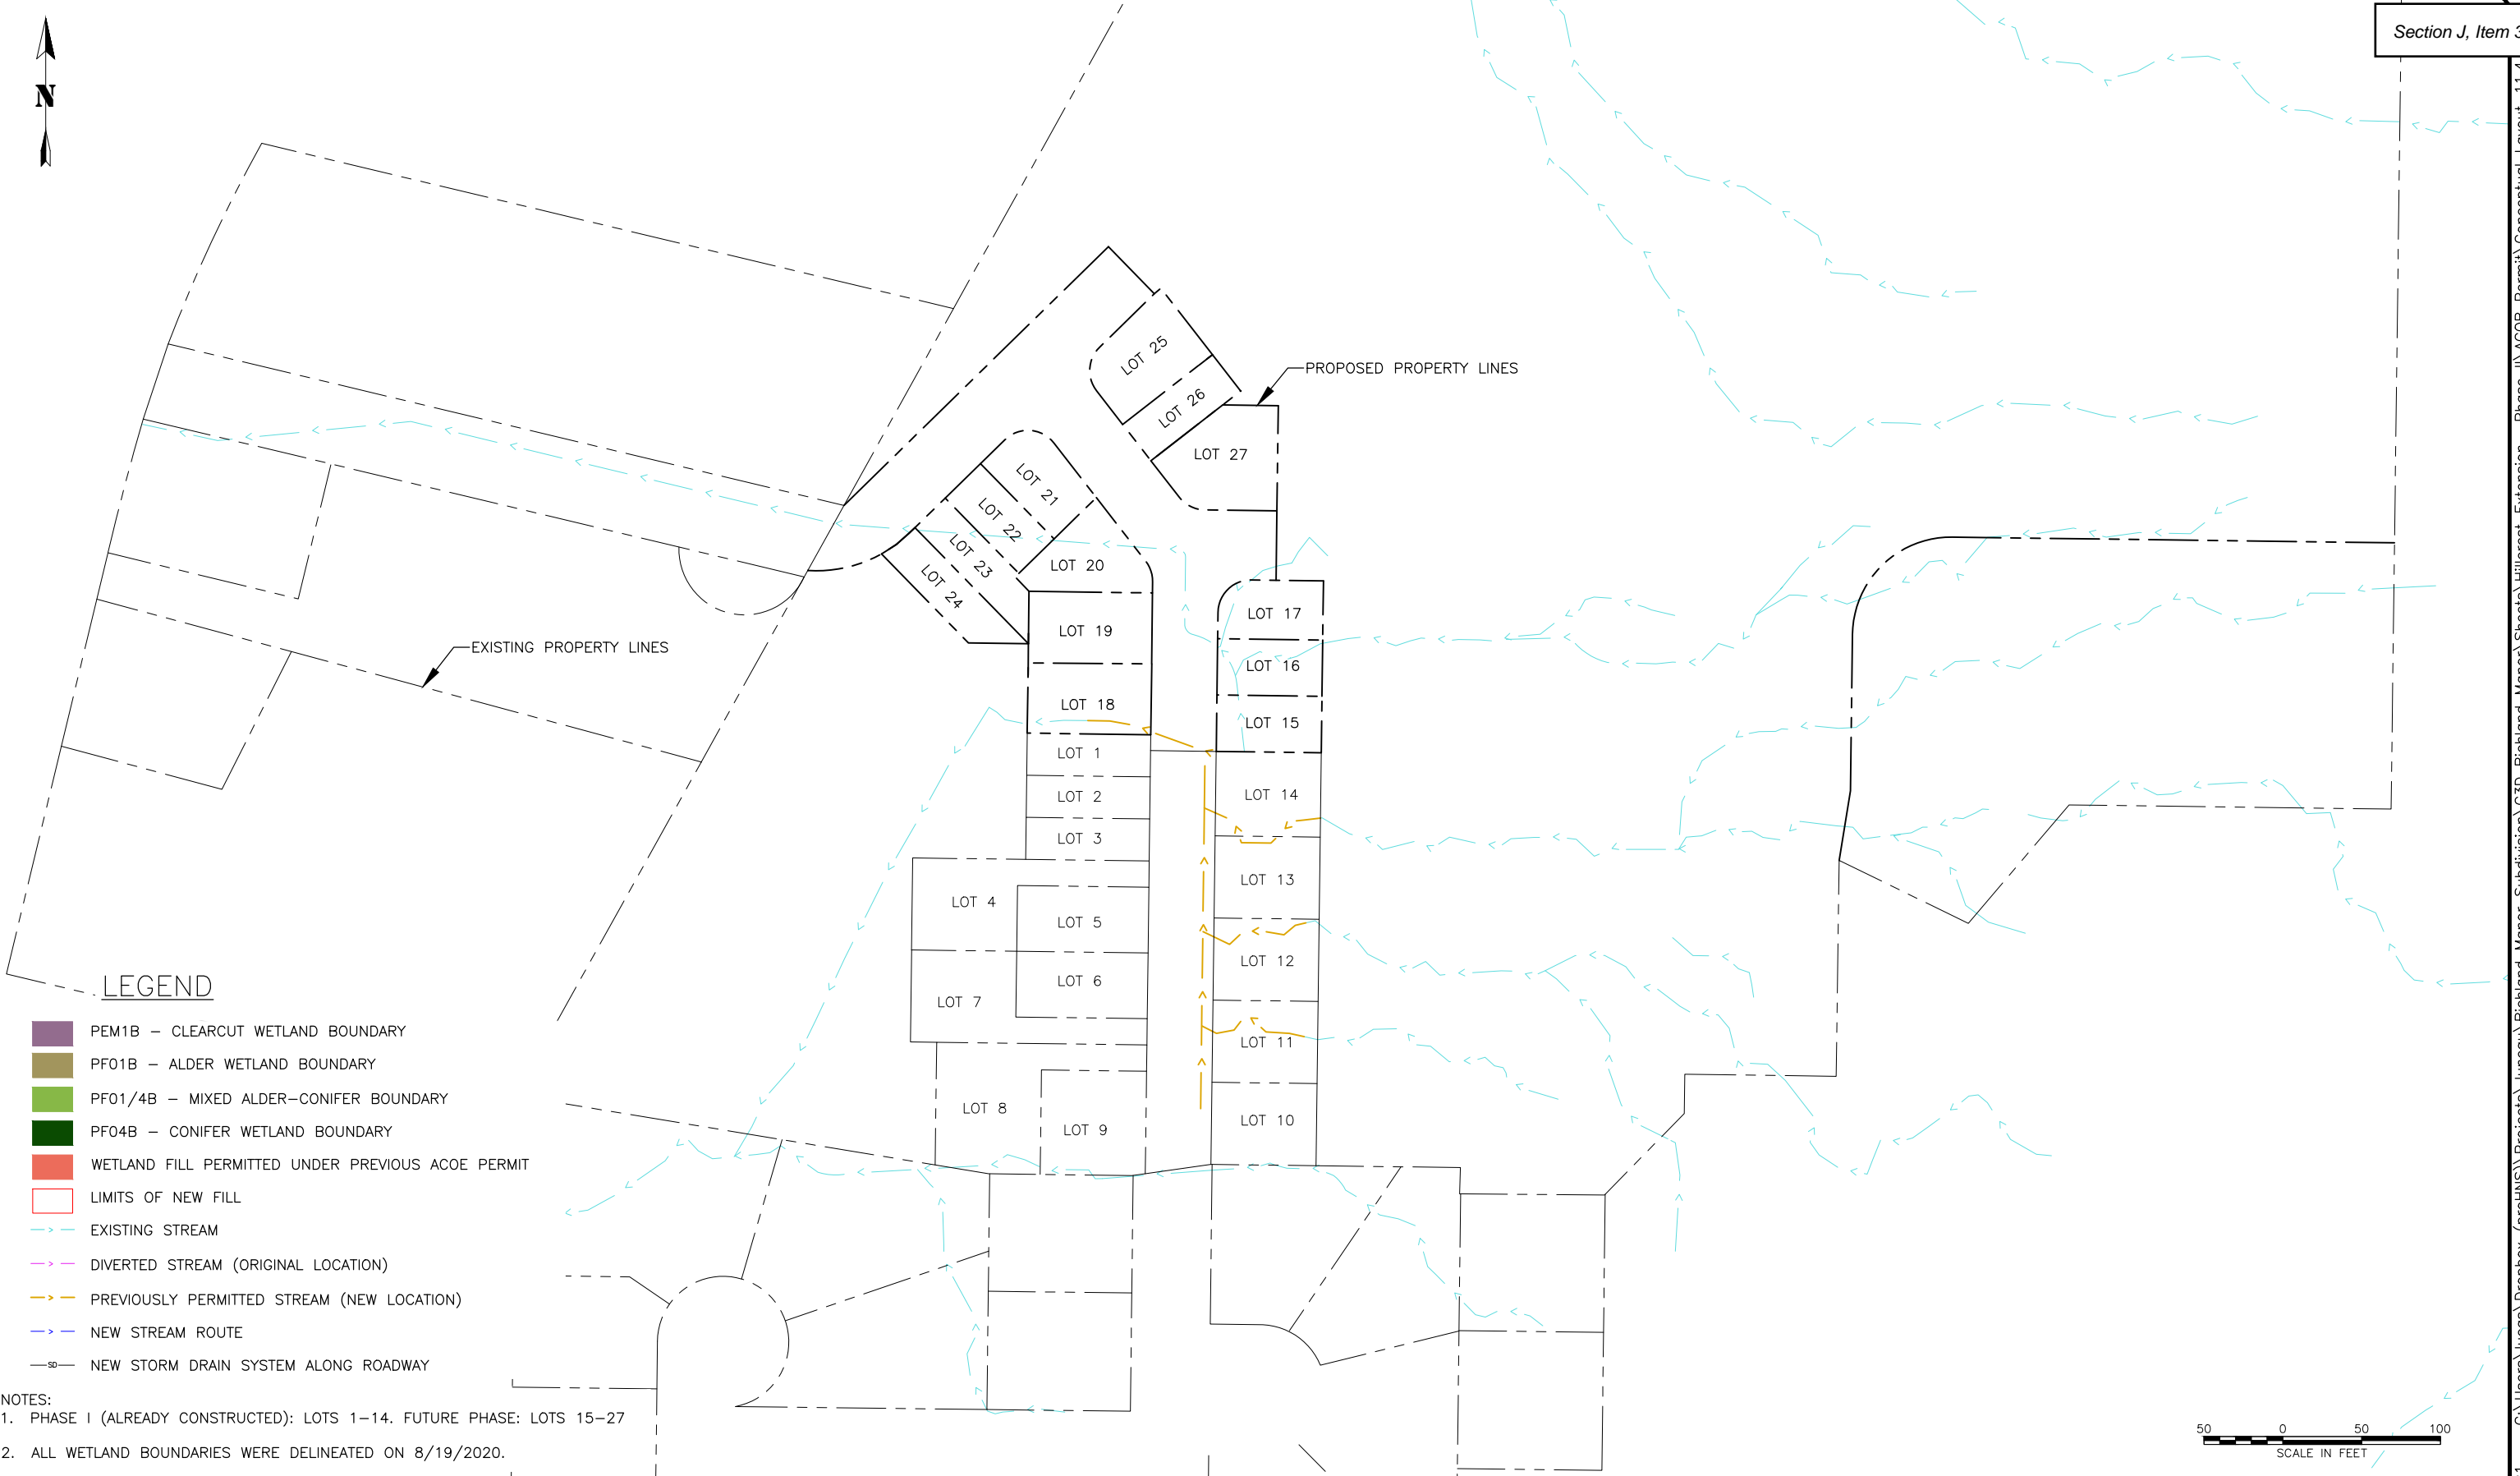 Section J, Item 3
N
PROPOSED PROPERTY LINES
EXISTING PROPERTY LINES
LOT 25
LOT 26
LOT 27
LOT 21
LOT 22
LOT 23
LOT 24
LOT 20
LOT 19
LOT 18
LOT 17
LOT 16
LOT 15
LOT 1
LOT 2
LOT 3
LOT 4
LOT 5
LOT 6
LOT 7
LOT 8
LOT 9
LOT 14
LOT 13
LOT 12
LOT 11
LOT 10
LEGEND
PEM1B – CLEARCUT WETLAND BOUNDARY
PF01B – ALDER WETLAND BOUNDARY
PF01/4B – MIXED ALDER–CONIFER BOUNDARY
PF04B – CONIFER WETLAND BOUNDARY
WETLAND FILL PERMITTED UNDER PREVIOUS ACOE PERMIT
LIMITS OF NEW FILL
EXISTING STREAM
DIVERTED STREAM (ORIGINAL LOCATION)
PREVIOUSLY PERMITTED STREAM (NEW LOCATION)
NEW STREAM ROUTE
SD NEW STORM DRAIN SYSTEM ALONG ROADWAY
NOTES:
1. PHASE I (ALREADY CONSTRUCTED): LOTS 1–14. FUTURE PHASE: LOTS 15–27
2. ALL WETLAND BOUNDARIES WERE DELINEATED ON 8/19/2020.
50 0 50 100
SCALE IN FEET